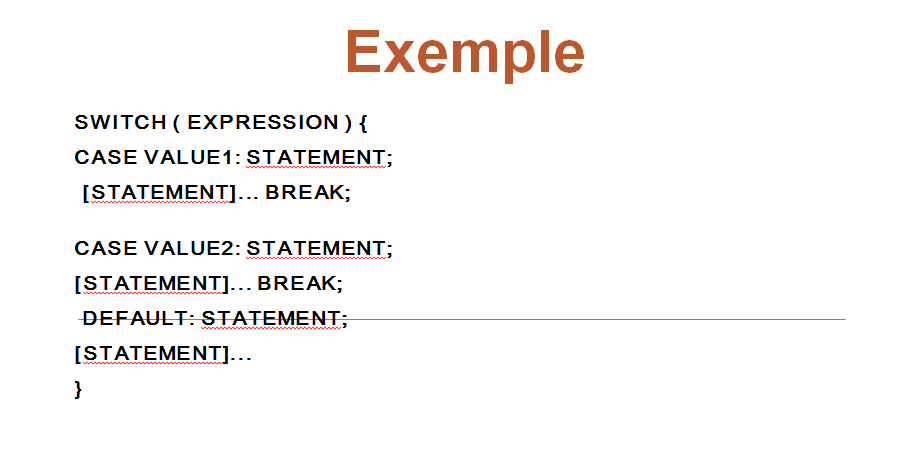 Exemple
SWITCH ( EXPRESSION ) {
CASE VALUE1: STATEMENT;
[STATEMENT]... BREAK;
CASE VALUE2: STATEMENT;
[STATEMENT]... BREAK;
DEFAULT: STATEMENT;
[STATEMENT]...
}